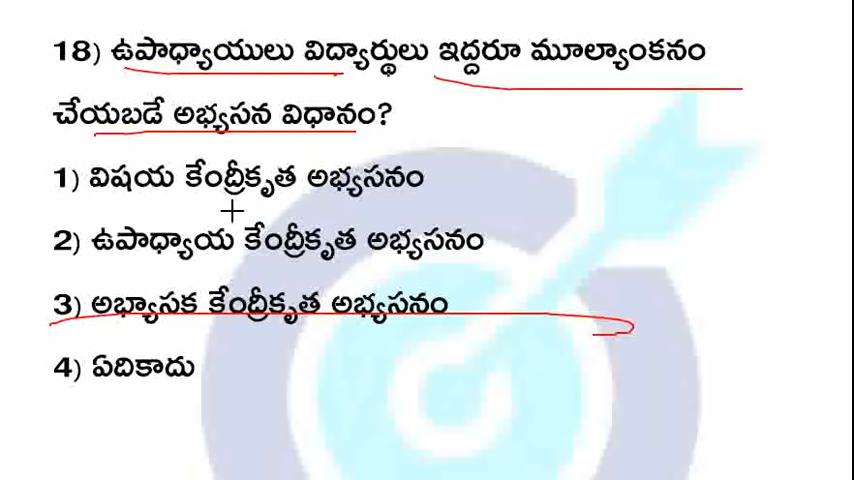 18) ఉపాధ్యాయులు విద్యార్థులు ఇద్దరూ మూల్యాంకనం
చేయబడే అభ్యసన విధానం?
1) విషయ కేంద్రీకృత అభ్యసనం
2) ఉపాధ్యాయ కేంద్రీకృత అభ్యసనం
3) అభ్యాసక కేంద్రీకృత అభ్యసనం
4) ఏదికాదు